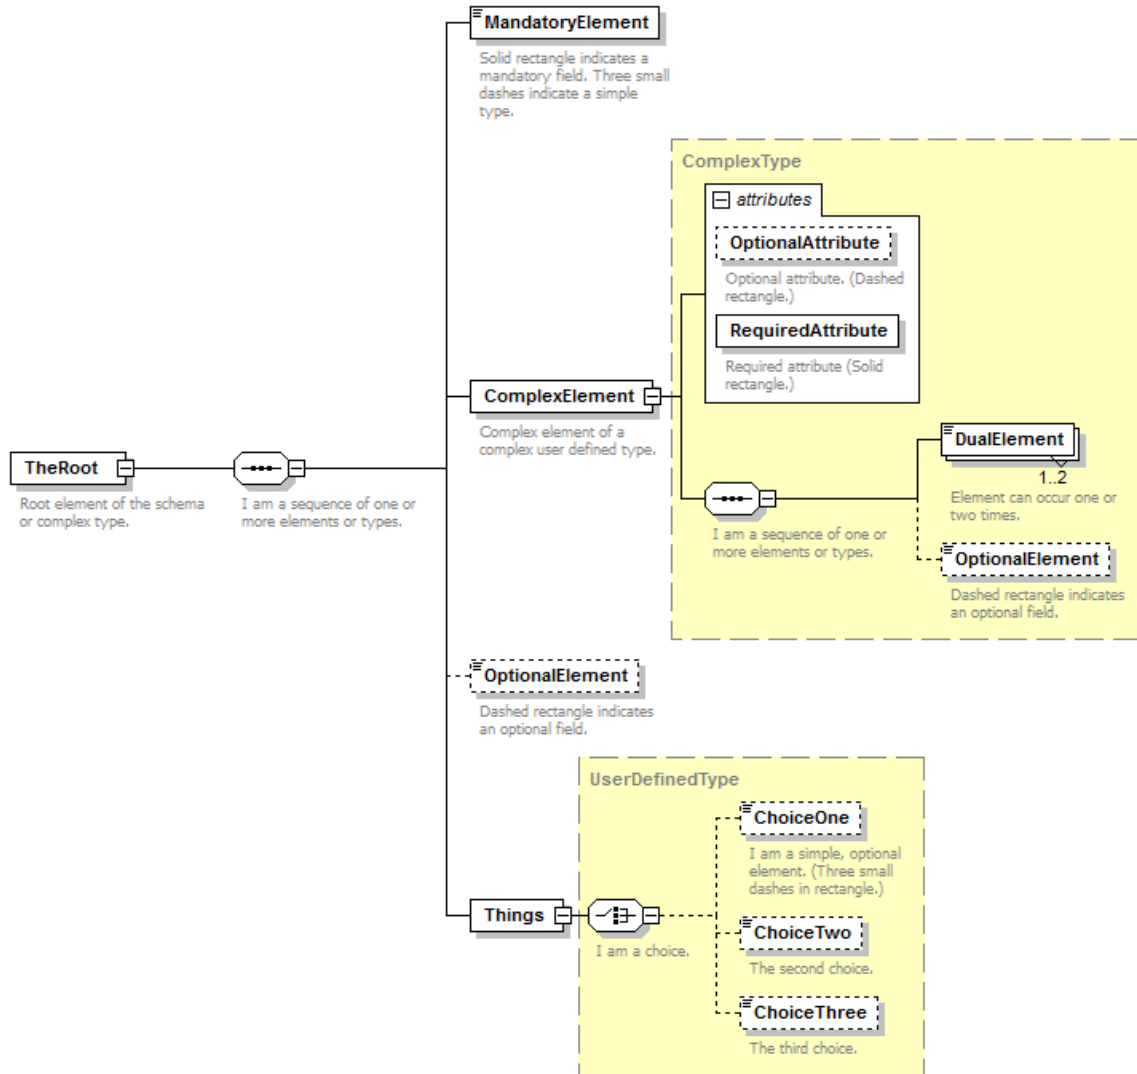 MandatoryElement
Solid rectangle indicates a
mandatory field. Three small
dashes indicate a simple
type.
ComplexType
attributes
OptionalAttribute
Optional attribute. (Dashed
rectangle.)
RequiredAttribute
Required attribute (Solid
rectangle.)
ComplexElement
Complex element of a
complex user defined type.
DualElement
1..2
Element can occur one or
two times.
TheRoot
Root element of the schema
or complex type.
I am a sequence of one or
more elements or types.
I am a sequence of one or
more elements or types.
OptionalElement
Dashed rectangle indicates
an optional field.
OptionalElement
Dashed rectangle indicates
an optional field.
UserDefinedType
ChoiceOne
I am a simple, optional
element. (Three small
dashes in rectangle.)
Things
I am a choice.
ChoiceTwo
The second choice.
ChoiceThree
The third choice.